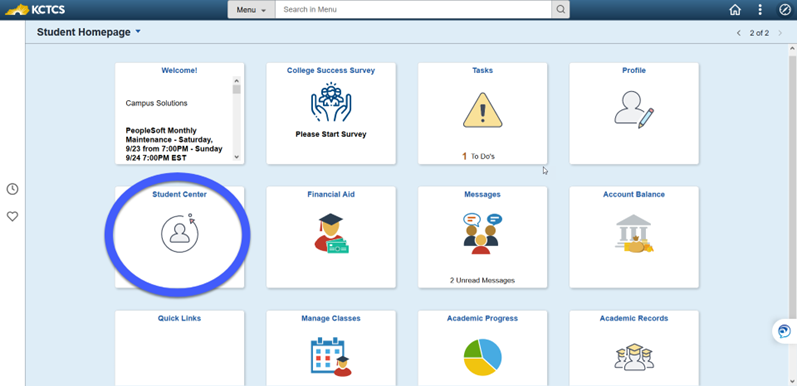 KCTCS
Menu
Search in Menu
Student Homepage
2 of 2
Welcome!
Campus Solutions
PeopleSoft Monthly
Maintenance - Saturday,
9/23 from 7:00PM - Sunday
9/24 7:00PM EST
College Success Survey
Please Start Survey
Tasks
1 To Do's
Profile
Student Center
Financial Aid
Messages
2 Unread Messages
Account Balance
Quick Links
Manage Classes
Academic Progress
Academic Records